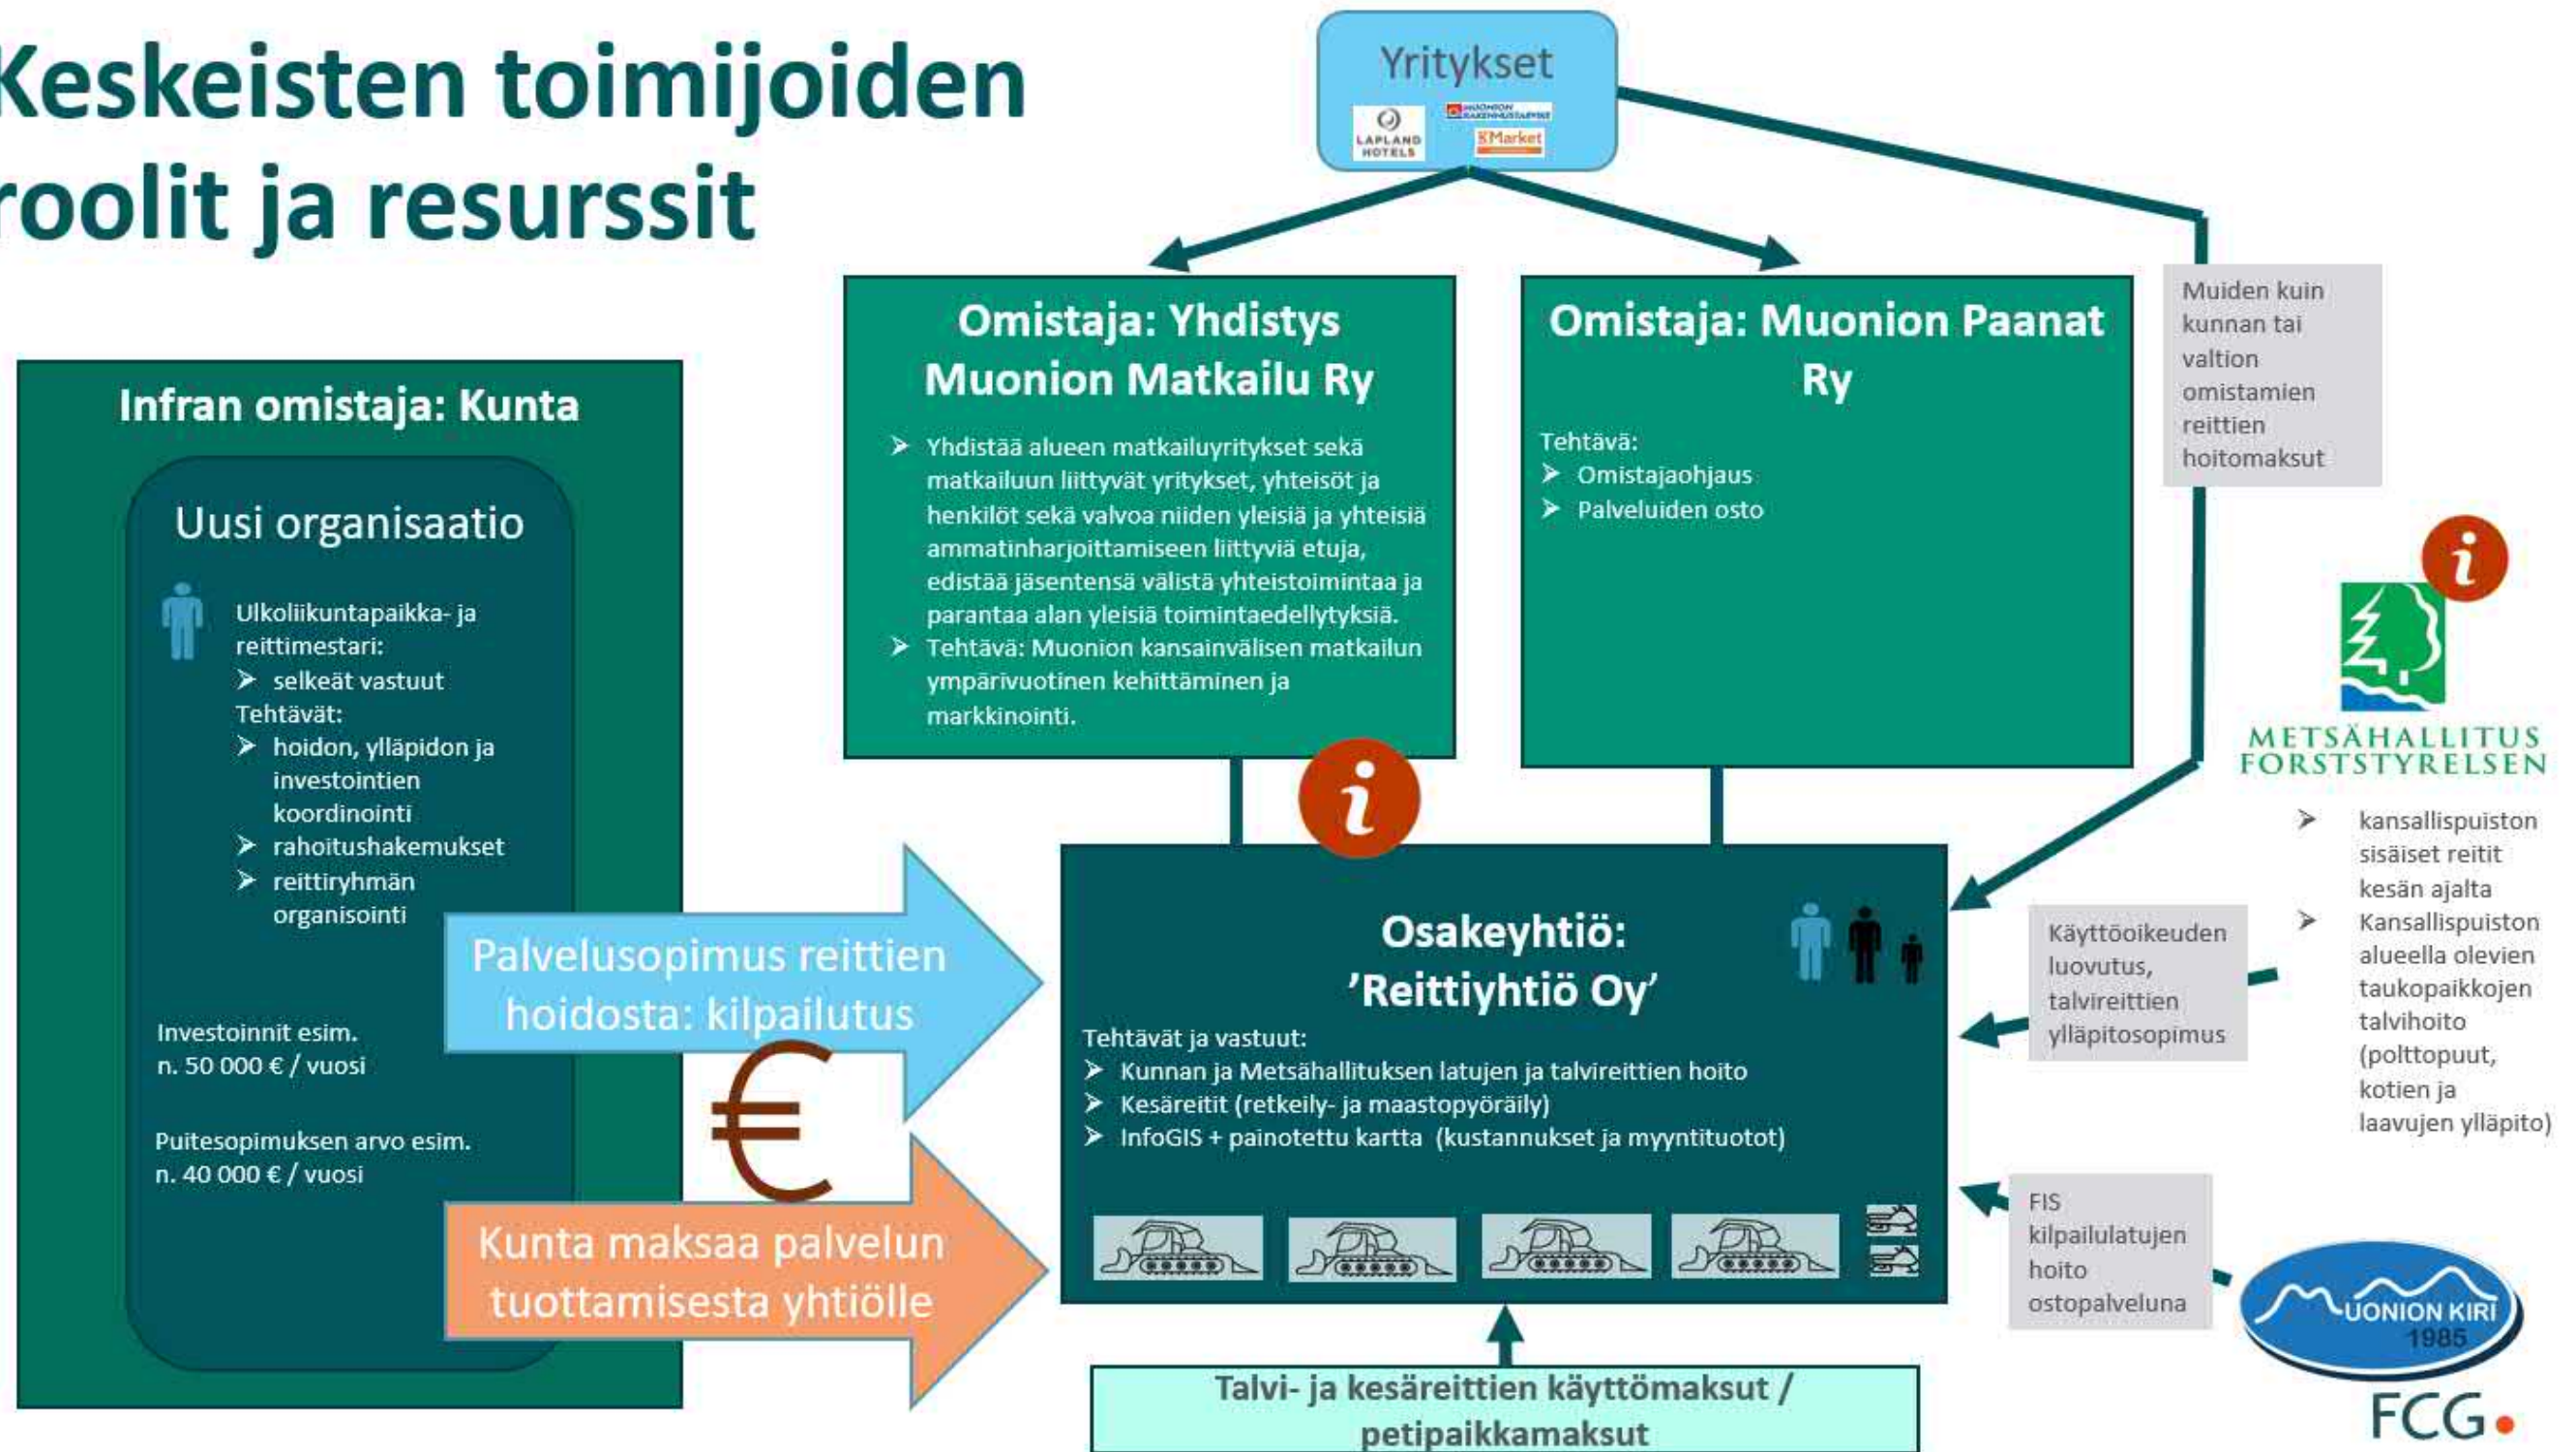 Keskeisten toimijoiden
roolit ja resurssit
Yritykset
LAPLAND
HOTELS
MUONION
RAKENNUSTARVIKE
K Market
Infran omistaja: Kunta
Uusi organisaatio
Ulkoliikuntapaikka- ja
reittimestari:
➢ selkeät vastuut
Tehtävät:
➢ hoidon, ylläpidon ja
investointien
koordinointi
➢ rahoitushakemukset
➢ reittiryhmän
organisointi
Investoinnit esim.
n. 50 000 € / vuosi
Puitesopimuksen arvo esim.
n. 40 000 € / vuosi
Palvelusopimus reittien
hoidosta: kilpailutus
€
Kunta maksaa palvelun
tuottamisesta yhtiölle
Omistaja: Yhdistys
Muonion Matkailu Ry
➢ Yhdistää alueen matkailuyritykset sekä
matkailuun liittyvät yritykset, yhteisöt ja
henkilöt sekä valvoa niiden yleisiä ja yhteisiä
ammatinharjoittamiseen liittyviä etuja,
edistää jäsentensä välistä yhteistoimintaa ja
parantaa alan yleisiä toimintaedellytyksiä.
➢ Tehtävä: Muonion kansainvälisen matkailun
ympärivuotinen kehittäminen ja
markkinointi.
i
Omistaja: Muonion Paanat
Ry
Tehtävä:
➢ Omistajaohjaus
➢ Palveluiden osto
Muiden kuin
kunnan tai
valtion
omistamien
reittien
hoitomaksut
i
METSÄHALLITUS
FORSTSTYRELSEN
➢ kansallispuiston
sisäiset reitit
kesän ajalta
➢ Kansallispuiston
alueella olevien
taukopaikkojen
talvihoito
(polttopuut,
kotien ja
laavujen ylläpito)
Osakeyhtiö:
’Reittiyhtiö Oy’
Tehtävät ja vastuut:
➢ Kunnan ja Metsähallituksen latujen ja talvireittien hoito
➢ Kesäreitit (retkeily- ja maastopyöräily)
➢ InfoGIS + painotettu kartta (kustannukset ja myyntituotot)
Käyttöoikeuden
luovutus,
talvireittien
ylläpitosopimus
FIS
kilpailulatujen
hoito
ostopalveluna
MUONION KIRI
1985
Talvi- ja kesäreittien käyttömaksut /
petipaikkamaksut
FCG